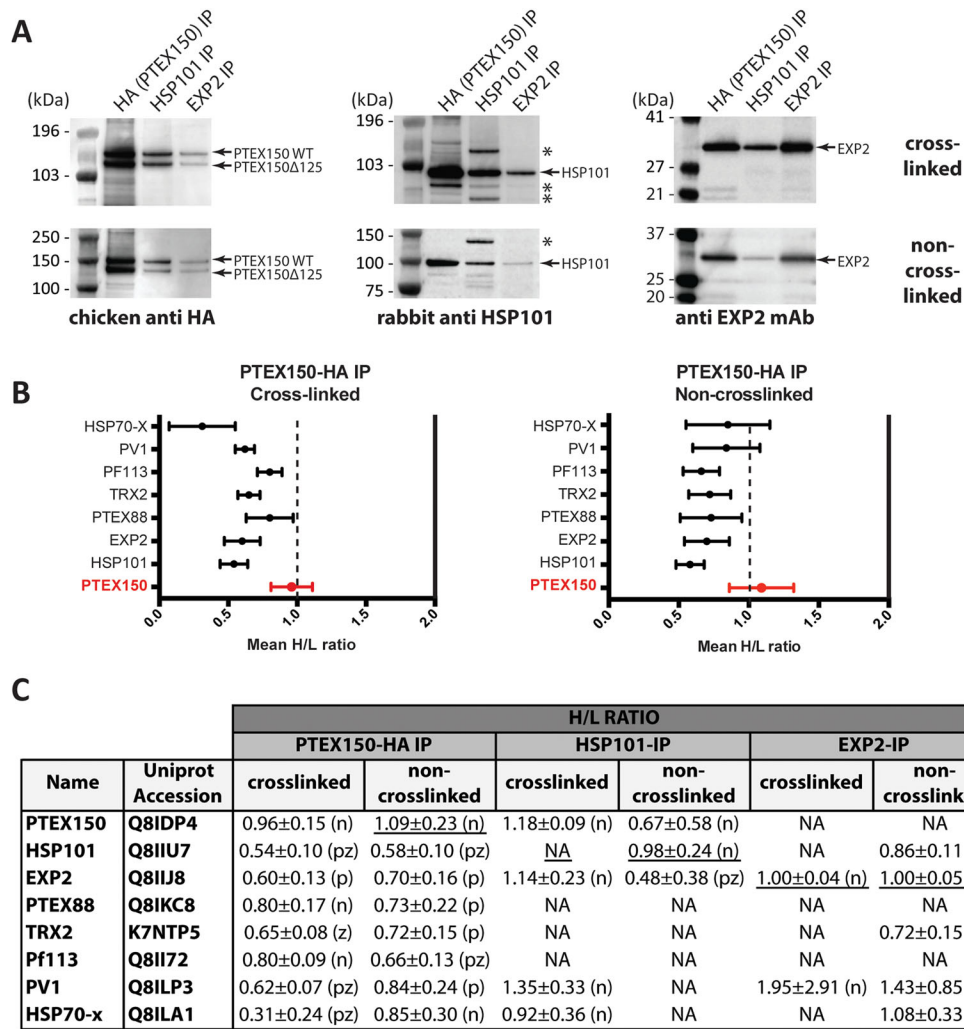 A
(kDa) HA (PTEX150) IP HSP101 IP EXP2 IP
196 -
103 -
PTEX150 WT
PTEX150Δ125
250 -
150 -
100 -
PTEX150 WT
PTEX150Δ125
chicken anti HA
(kDa) HA (PTEX150) IP HSP101 IP EXP2 IP
196 -
103 -
*
HSP101
*
*
150 -
100 -
75 -
*
HSP101
rabbit anti HSP101
(kDa) HA (PTEX150) IP HSP101 IP EXP2 IP
41 -
27 -
21 -
EXP2
37 -
25 -
20 -
EXP2
anti EXP2 mAb
cross-
linked
non-
cross-
linked
B
PTEX150-HA IP
Cross-linked
HSP70-X
PV1
PF113
TRX2
PTEX88
EXP2
HSP101
PTEX150
0.0 0.5 1.0 1.5 2.0
Mean H/L ratio
PTEX150-HA IP
Non-crosslinked
HSP70-X
PV1
PF113
TRX2
PTEX88
EXP2
HSP101
PTEX150
0.0 0.5 1.0 1.5 2.0
Mean H/L ratio
C
H/L RATIO
PTEX150-HA IP HSP101-IP EXP2-IP
Name Uniprot Accession crosslinked non-crosslinked crosslinked non-crosslinked crosslinked non-crosslink
PTEX150 Q8IDP4 0.96±0.15 (n) 1.09±0.23 (n) 1.18±0.09 (n) 0.67±0.58 (n) NA NA
HSP101 Q8IIU7 0.54±0.10 (pz) 0.58±0.10 (pz) NA 0.98±0.24 (n) NA 0.86±0.11
EXP2 Q8IIJ8 0.60±0.13 (p) 0.70±0.16 (p) 1.14±0.23 (n) 0.48±0.38 (pz) 1.00±0.04 (n) 1.00±0.05
PTEX88 Q8IKC8 0.80±0.17 (n) 0.73±0.22 (p) NA NA NA NA
TRX2 K7NTP5 0.65±0.08 (z) 0.72±0.15 (p) NA NA NA 0.72±0.15
Pf113 Q8II72 0.80±0.09 (n) 0.66±0.13 (pz) NA NA NA NA
PV1 Q8ILP3 0.62±0.07 (pz) 0.84±0.24 (p) 1.35±0.33 (n) NA 1.95±2.91 (n) 1.43±0.85
HSP70-x Q8ILA1 0.31±0.24 (pz) 0.85±0.30 (n) 0.92±0.36 (n) NA NA 1.08±0.33